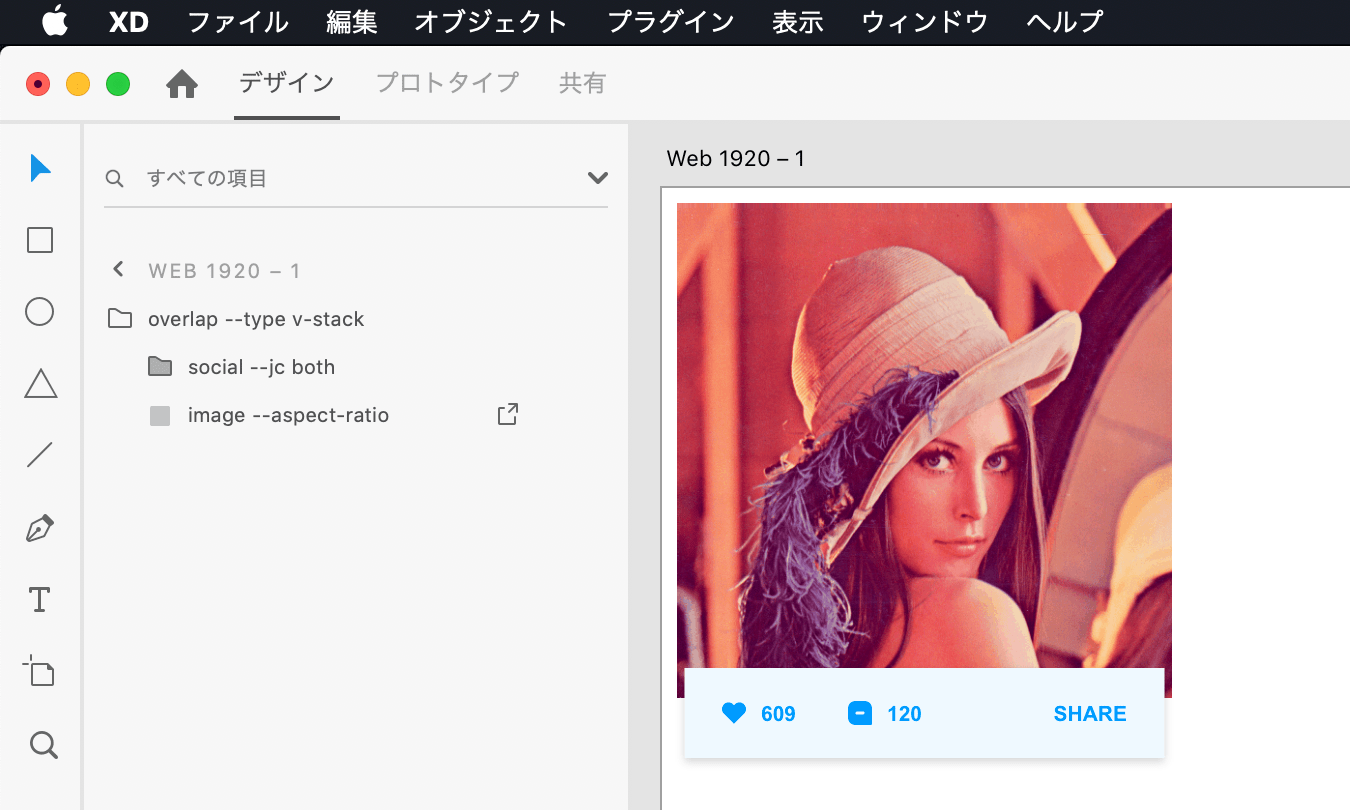 XD ファイル 編集 オブジェクト プラグイン 表示 ウィンドウ ヘルプ
デザイン プロトタイプ 共有
すべての項目
WEB 1920 – 1
overlap --type v-stack
social --jc both
image --aspect-ratio
Web 1920 – 1
609 120 SHARE